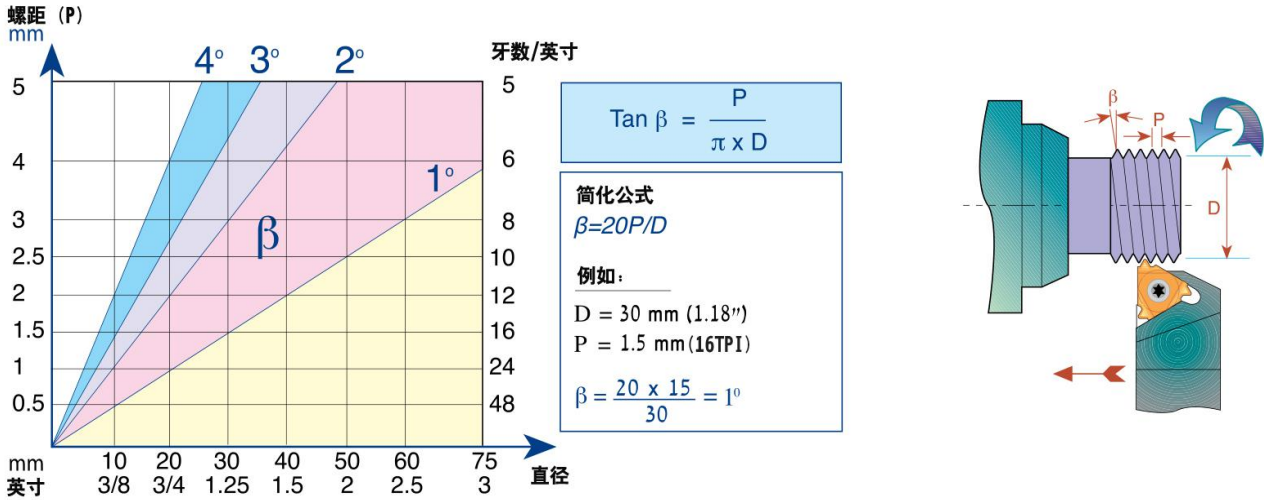 螺距 (P)
mm
4° 3° 2°
牙数/英寸
5
4
3
2.5
2
1.5
1
0.5
1°
β
5
6
8
10
12
16
24
48
mm 10 20 30 40 50 60 75
英寸 3/8 3/4 1.25 1.5 2 2.5 3
直径
Tan β = P
π x D
简化公式
β=20P/D
例如:
D = 30 mm (1.18")
P = 1.5 mm(16TPI)
β = 20 x 15 = 1°
30
β
P
D